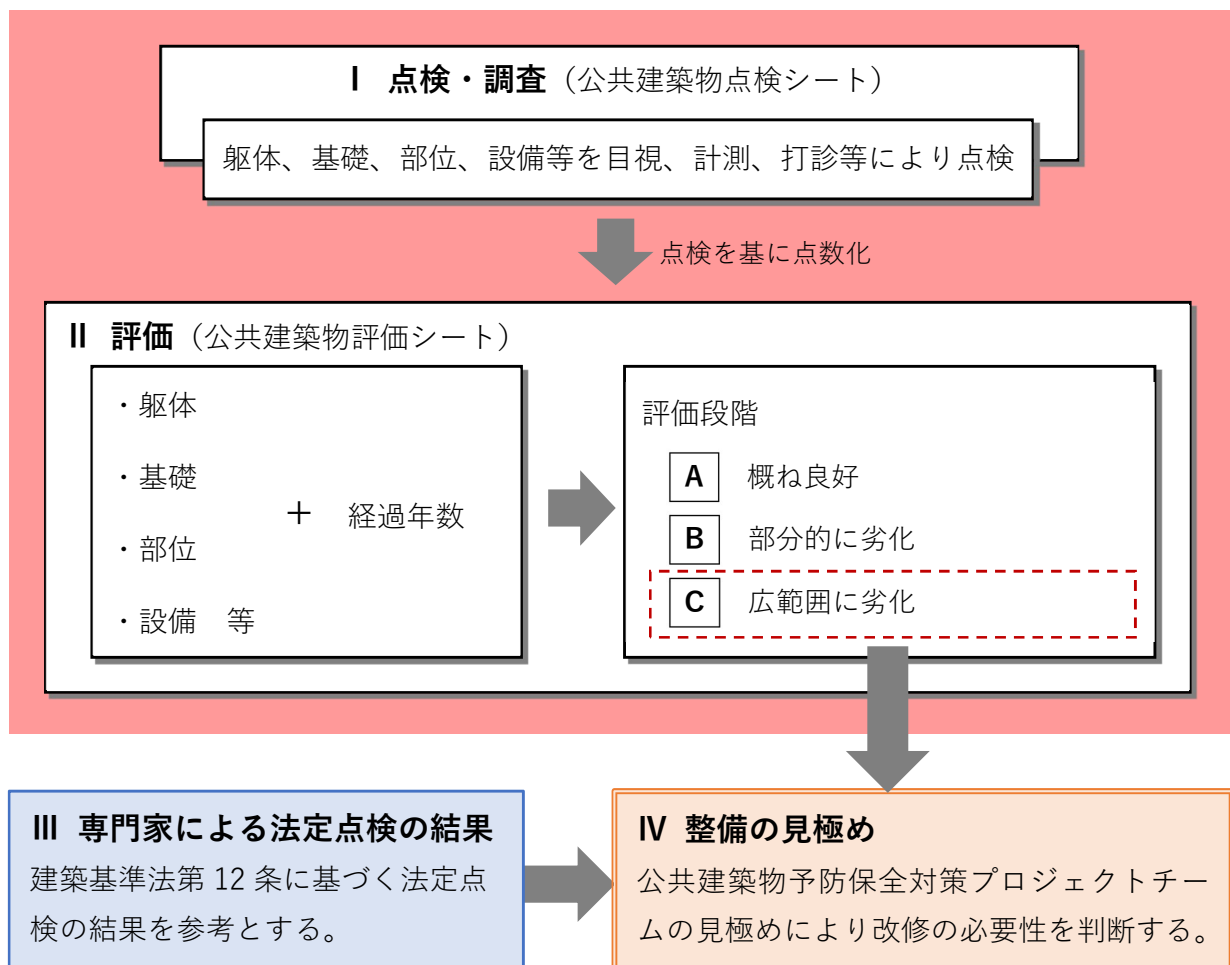 Ⅰ 点検・調査（公共建築物点検シート）
躯体、基礎、部位、設備等を目視、計測、打診等により点検
点検を基に点数化
Ⅱ 評価（公共建築物評価シート）
・躯体
・基礎
・部位
・設備　等
＋　経過年数
評価段階
A　概ね良好
B　部分的に劣化
C　広範囲に劣化
Ⅲ 専門家による法定点検の結果
建築基準法第 12 条に基づく法定点
検の結果を参考とする。
Ⅳ 整備の見極め
公共建築物予防保全対策プロジェクトチー
ムの見極めにより改修の必要性を判断する。